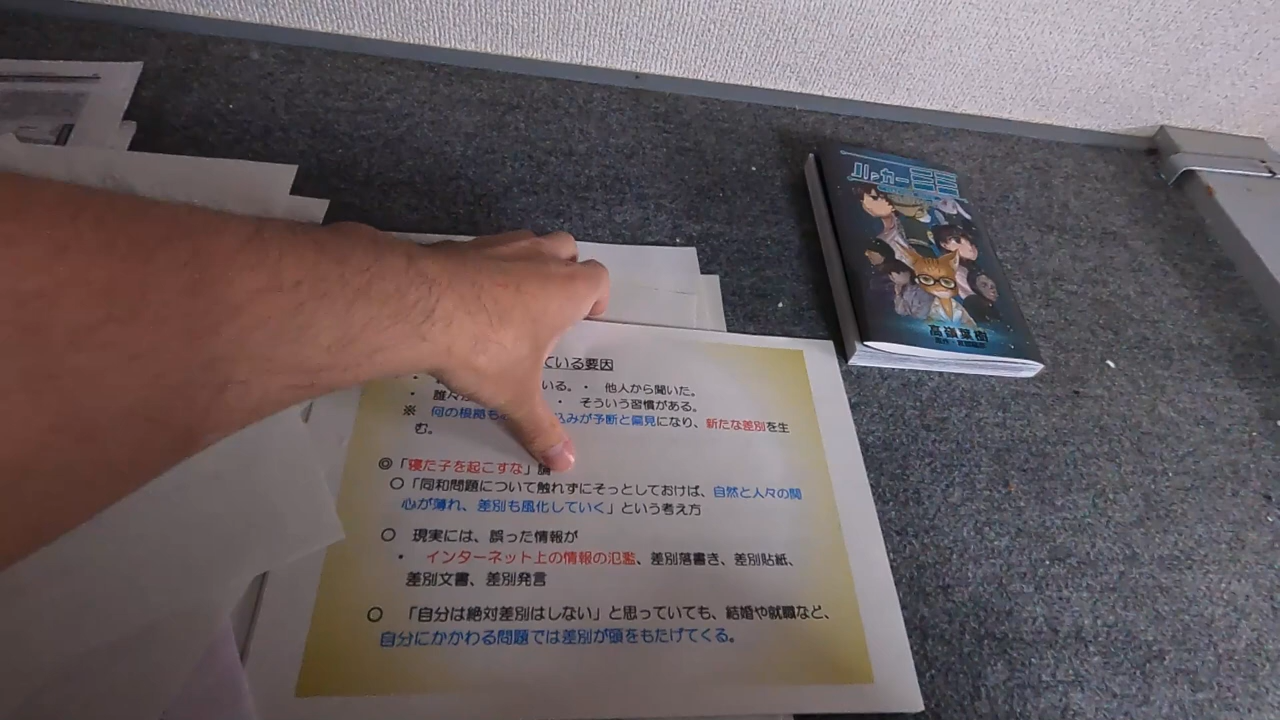 ハッカー
高嶺葉樹
ている要因
いる。・ 他人から聞いた。
・ 誰々 ・ そういう習慣がある。
※ 何の根拠も 込みが予断と偏見になり、新たな差別を生
む。
◎「寝た子を起こすな」論
○「同和問題について触れずにそっとしておけば、自然と人々の関
心が薄れ、差別も風化していく」という考え方
○ 現実には、誤った情報が
・ インターネット上の情報の氾濫、差別落書き、差別貼紙、
差別文書、差別発言
○ 「自分は絶対差別はしない」と思っていても、結婚や就職など、
自分にかかわる問題では差別が頭をもたげてくる。